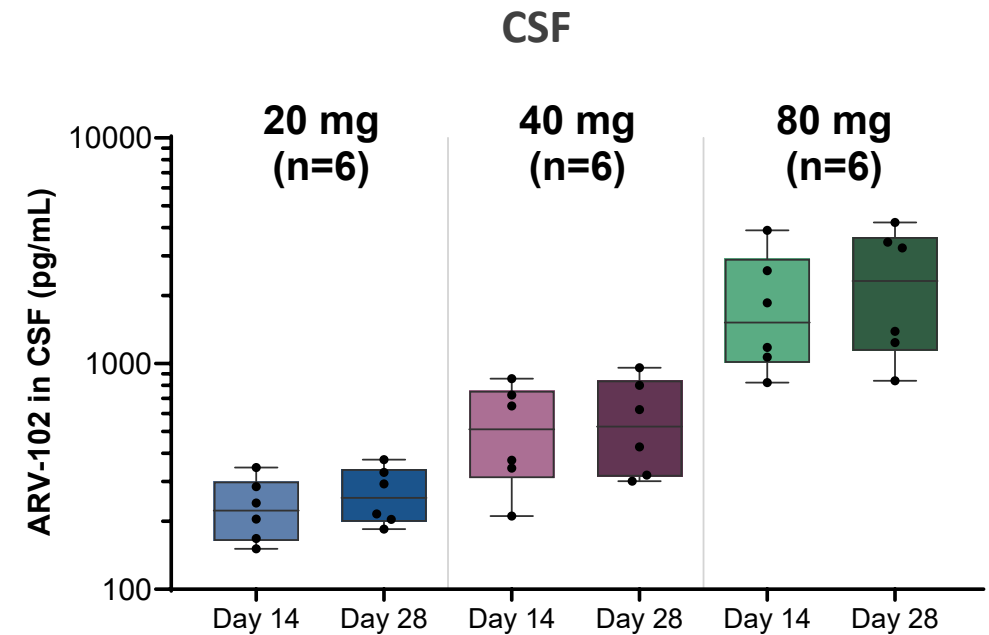 CSF
20 mg
(n=6)
40 mg
(n=6)
80 mg
(n=6)
ARV-102 in CSF (pg/mL)
10000
1000
100
Day 14
Day 28
Day 14
Day 28
Day 14
Day 28